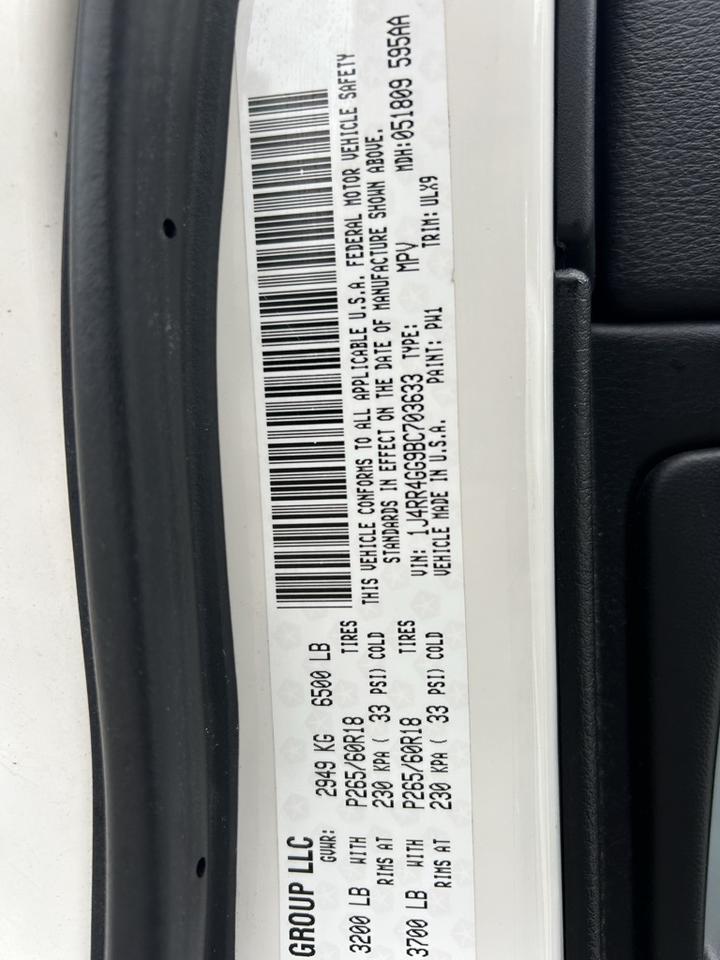 GROUP LLC
GVWR: 2949 KG 6500 LB
3200 LB WITH P265/60R18 TIRES
RIMS AT 230 KPA ( 33 PSI) COLD
3700 LB WITH P265/60R18 TIRES
RIMS AT 230 KPA ( 33 PSI) COLD
THIS VEHICLE CONFORMS TO ALL APPLICABLE U.S.A. FEDERAL MOTOR VEHICLE SAFETY
STANDARDS IN EFFECT ON THE DATE OF MANUFACTURE SHOWN ABOVE.
VIN: 1J4RR4GG9BC703633 TYPE: MPV MDH:051809 595AA
VEHICLE MADE IN U.S.A. PAINT: PW1 TRIM: ULX9